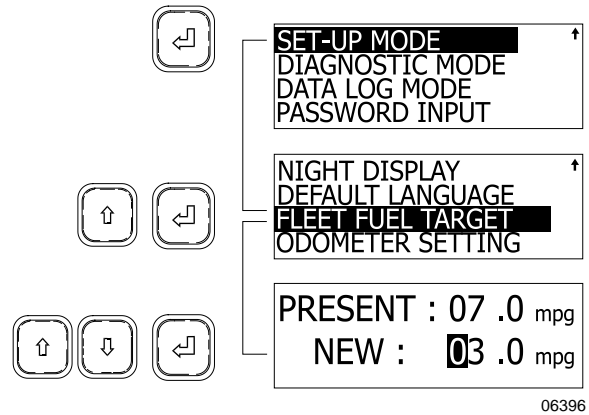 SET-UP MODE
DIAGNOSTIC MODE
DATA LOG MODE
PASSWORD INPUT
NIGHT DISPLAY
DEFAULT LANGUAGE
FLEET FUEL TARGET
ODOMETER SETTING
PRESENT : 07 .0 mpg
NEW : 03 .0 mpg
06396